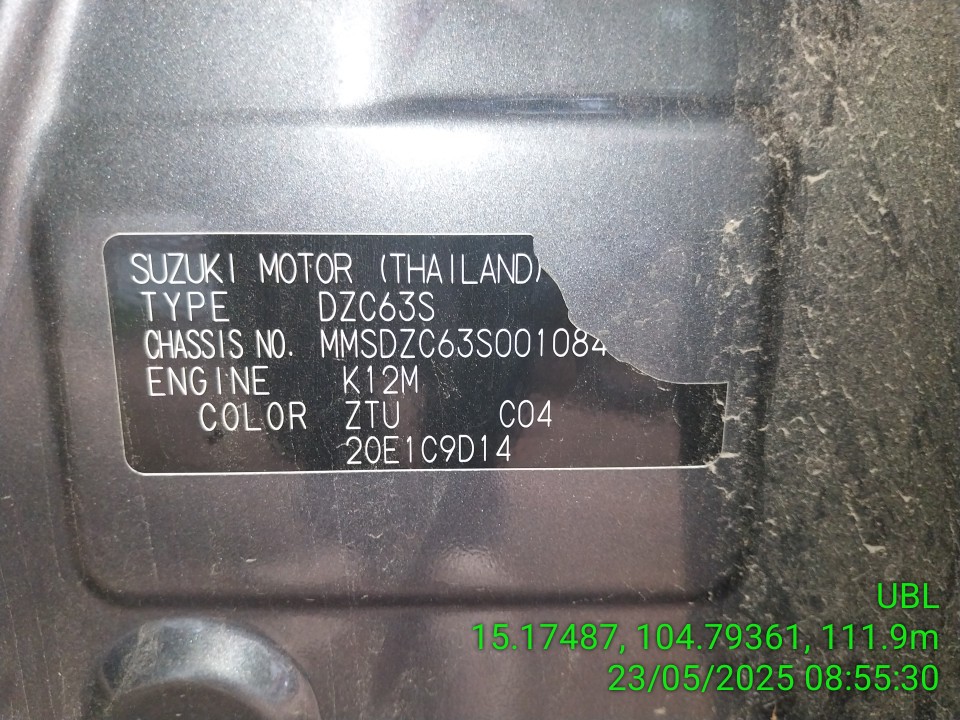 SUZUKI MOTOR (THAILAND)
TYPE DZC63S
CHASSIS NO. MMSDZC63S001084
ENGINE K12M
COLOR ZTU C04
20E1C9D14
UBL
15.17487, 104.79361, 111.9m
23/05/2025 08:55:30